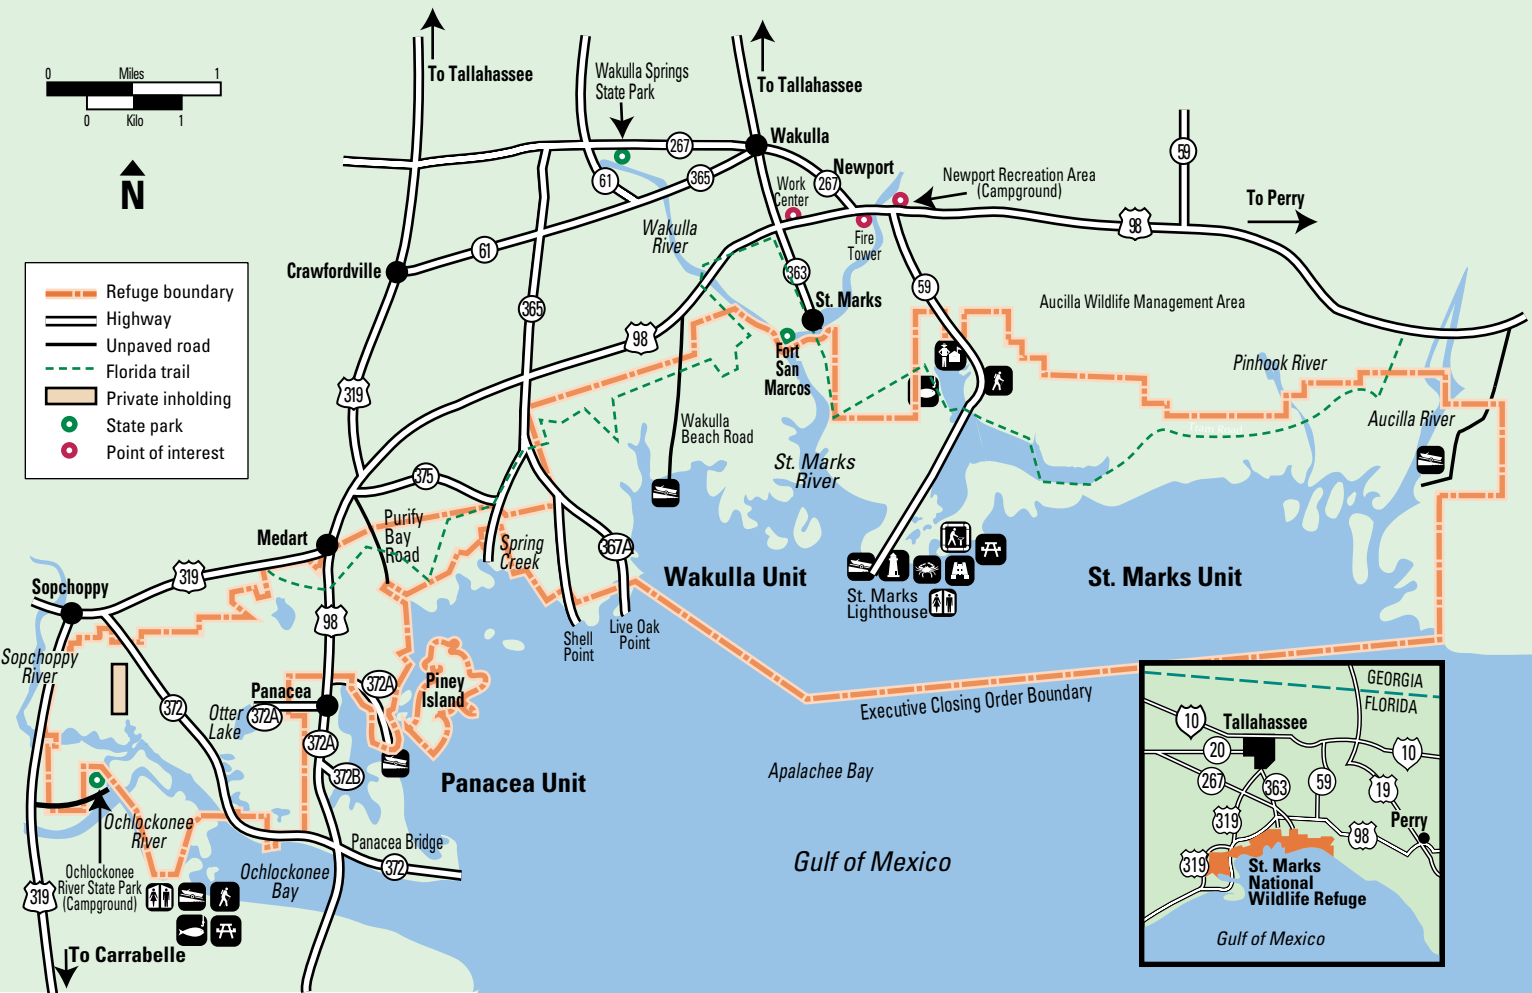 0 Miles 1
0 Kilo 1
N
To Tallahassee
Wakulla Springs
State Park
To Tallahassee
Wakulla
267
61
365
267
Newport
Work
Center
Newport Recreation Area
(Campground)
59
To Perry
98
Fire
Tower
Wakulla
River
61
Crawfordville
363
59
St. Marks
Aucilla Wildlife Management Area
365
98
Refuge boundary
Highway
Unpaved road
Florida trail
Private inholding
State park
Point of interest
319
Fort
San
Marcos
Pinhook River
Aucilla River
Tram Road
Wakulla
Beach Road
St. Marks
River
375
Purify
Bay
Road
Medart
Spring
Creek
367A
Wakulla Unit
St. Marks Unit
St. Marks
Lighthouse
319
Sopchoppy
98
Shell
Point
Live Oak
Point
Sopchoppy
River
Piney
Island
372A
Panacea
372A
Otter
Lake
372
372A
372B
Executive Closing Order Boundary
Panacea Unit
Apalachee Bay
Gulf of Mexico
Ochlockonee
River
Panacea Bridge
372
Ochlockonee
Bay
Ochlockonee
River State Park
(Campground)
319
To Carrabelle
GEORGIA
FLORIDA
10
Tallahassee
20
10
267
363
59
19
319
98
Perry
319
St. Marks
National
Wildlife Refuge
Gulf of Mexico